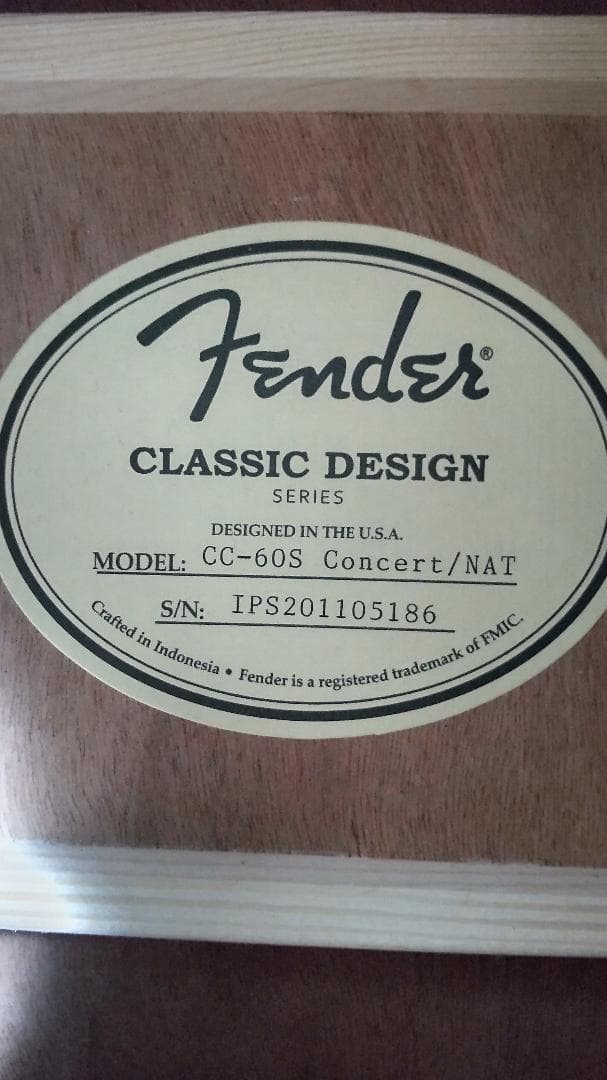 Fender®
CLASSIC DESIGN
SERIES
DESIGNED IN THE U.S.A.
MODEL: CC-60S Concert/NAT
S/N: IPS201105186
Crafted in Indonesia • Fender is a registered trademark of FMIC.